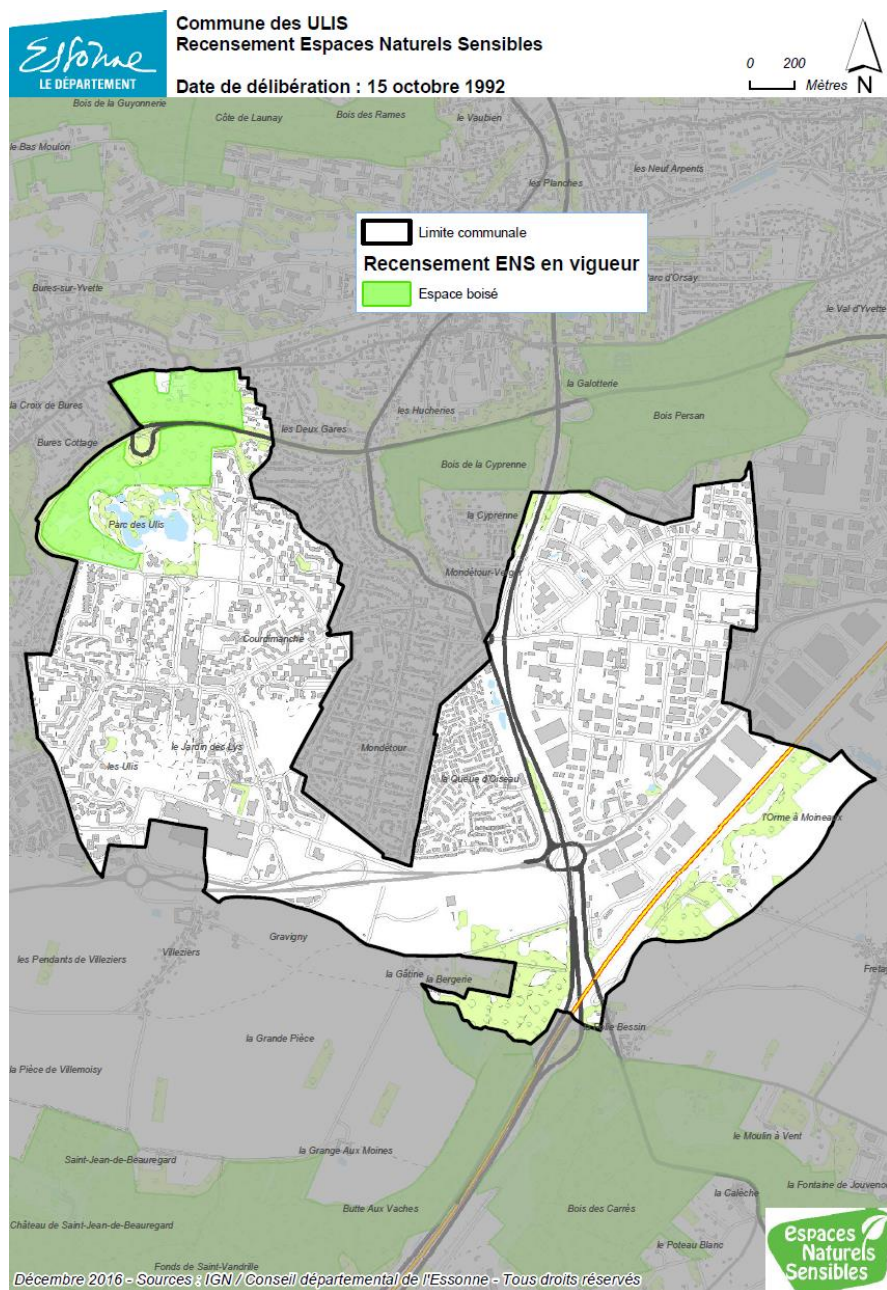 Essonne
LE DÉPARTEMENT
Commune des ULIS
Recensement Espaces Naturels Sensibles
Date de délibération : 15 octobre 1992
0 200
Mètres N
Bois de la Guyonnerie
Côte de Launay
Bois des Rames
le Vaubien
le Bas Moulon
les Neuf Arpents
les Planches
Limite communale
Recensement ENS en vigueur
Espace boisé
Parc d'Orsay
Bures-sur-Yvette
le Val d'Yvette
la Galotterie
la Croix de Bures
les Hucheries
Bois Persan
les Deux Gares
Bures Cottage
Bois de la Cyprenne
la Cyprenne
Parc des Ulis
Courdimanche
Mondétour
le Jardin des Lys
les Ulis
la Queue d'Oiseau
l'Orme à Moineaux
Gravigny
Villeziers
les Pendants de Villeziers
la Gâtine
la Bergerie
la Folie Bessin
la Grande Pièce
la Pièce de Villemoisy
le Moulin à Vent
la Grange Aux Moines
Saint-Jean-de-Beauregard
la Fontaine de Jouvence
la Calèche
Butte Aux Vaches
Bois des Carrés
Château de Saint-Jean-de-Beauregard
le Poteau Blanc
Fonds de Saint-Vandrille
Espaces
Naturels
Sensibles
Décembre 2016 - Sources : IGN / Conseil départemental de l'Essonne - Tous droits réservés